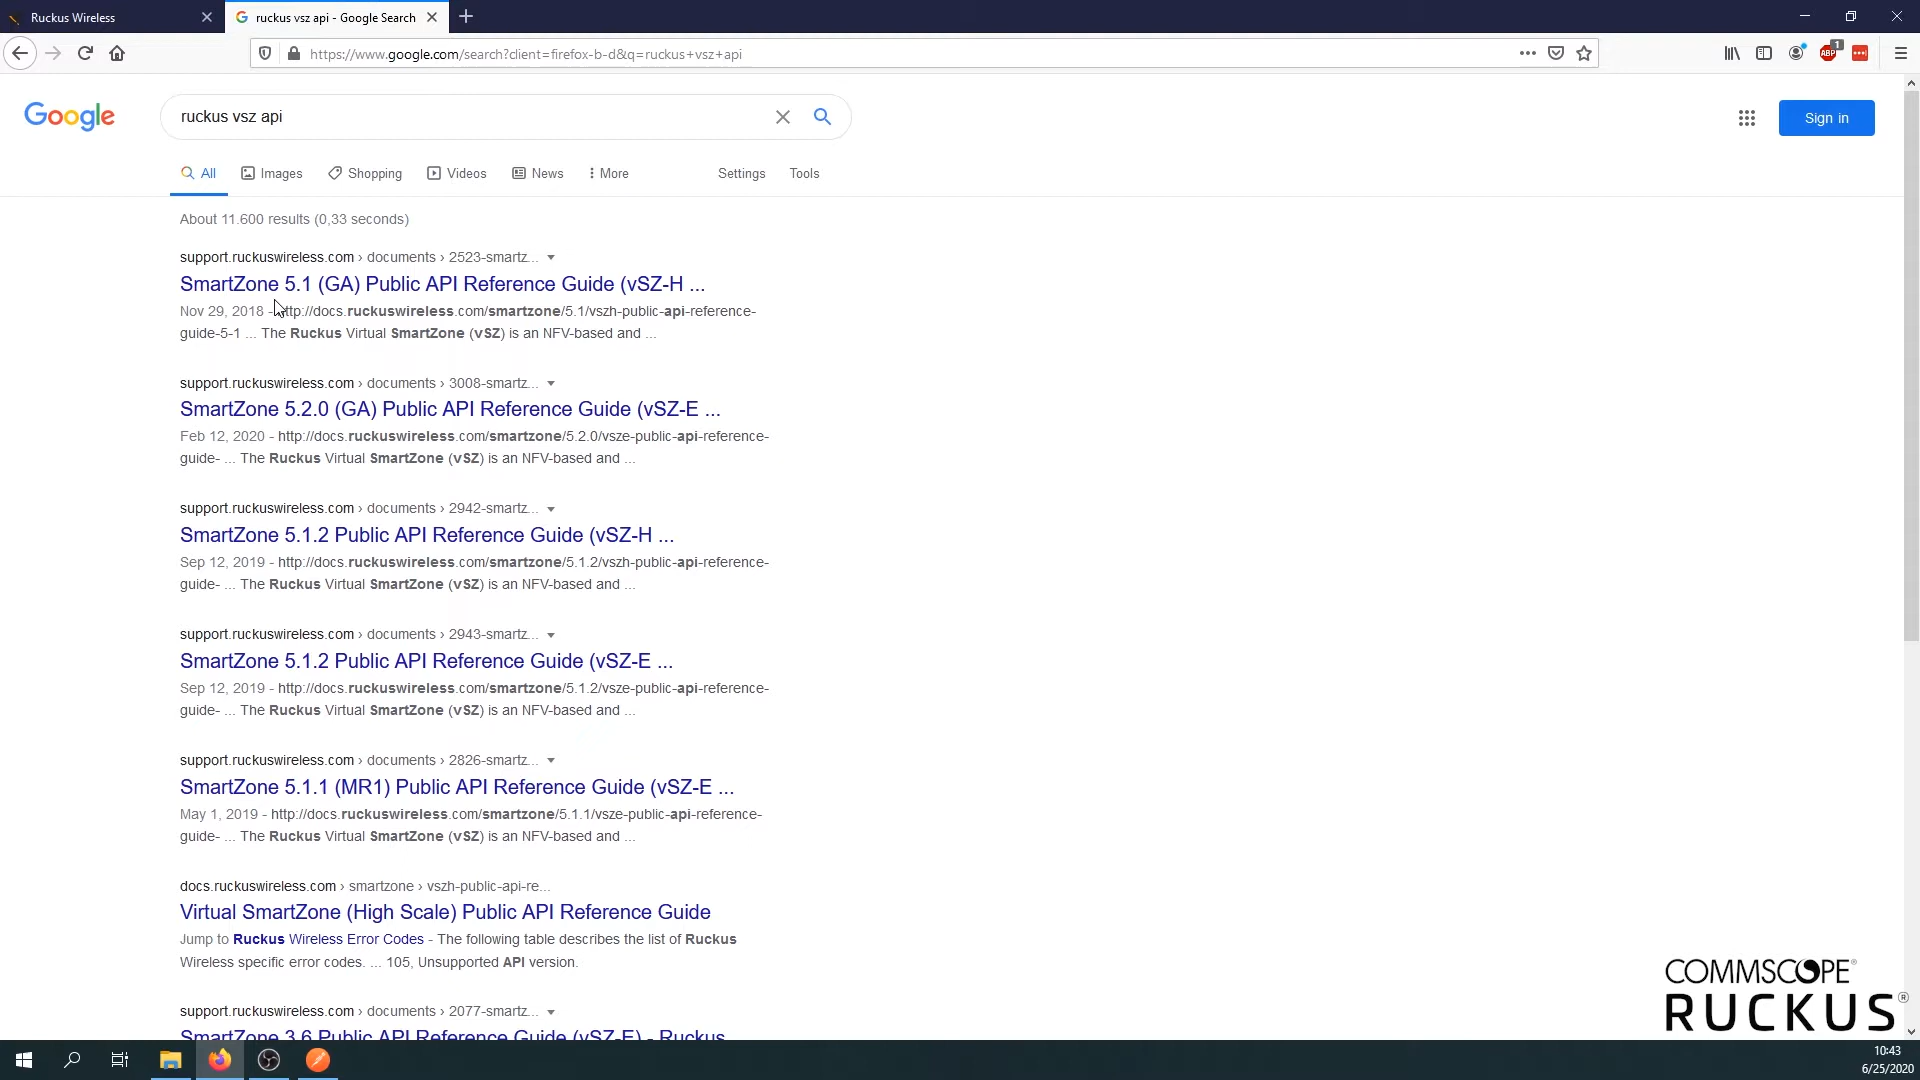 Ruckus Wireless
ruckus vsz api - Google Search
https://www.google.com/search?client=firefox-b-d&q=ruckus+vsz+api
ABP
1
Google
ruckus vsz api
Sign in
All
Images
Shopping
Videos
News
More
Settings
Tools
About 11.600 results (0,33 seconds)
support.ruckuswireless.com › documents › 2523-smartz...
SmartZone 5.1 (GA) Public API Reference Guide (vSZ-H ...
Nov 29, 2018 - http://docs.ruckuswireless.com/smartzone/5.1/vszh-public-api-reference-
guide-5-1 ... The Ruckus Virtual SmartZone (vSZ) is an NFV-based and ...
support.ruckuswireless.com › documents › 3008-smartz...
SmartZone 5.2.0 (GA) Public API Reference Guide (vSZ-E ...
Feb 12, 2020 - http://docs.ruckuswireless.com/smartzone/5.2.0/vsze-public-api-reference-
guide- ... The Ruckus Virtual SmartZone (vSZ) is an NFV-based and ...
support.ruckuswireless.com › documents › 2942-smartz...
SmartZone 5.1.2 Public API Reference Guide (vSZ-H ...
Sep 12, 2019 - http://docs.ruckuswireless.com/smartzone/5.1.2/vszh-public-api-reference-
guide- ... The Ruckus Virtual SmartZone (vSZ) is an NFV-based and ...
support.ruckuswireless.com › documents › 2943-smartz...
SmartZone 5.1.2 Public API Reference Guide (vSZ-E ...
Sep 12, 2019 - http://docs.ruckuswireless.com/smartzone/5.1.2/vsze-public-api-reference-
guide- ... The Ruckus Virtual SmartZone (vSZ) is an NFV-based and ...
support.ruckuswireless.com › documents › 2826-smartz...
SmartZone 5.1.1 (MR1) Public API Reference Guide (vSZ-E ...
May 1, 2019 - http://docs.ruckuswireless.com/smartzone/5.1.1/vsze-public-api-reference-
guide- ... The Ruckus Virtual SmartZone (vSZ) is an NFV-based and ...
docs.ruckuswireless.com › smartzone › vszh-public-api-re...
Virtual SmartZone (High Scale) Public API Reference Guide
Jump to Ruckus Wireless Error Codes - The following table describes the list of Ruckus
Wireless specific error codes. ... 105, Unsupported API version.
support.ruckuswireless.com › documents › 2077-smartz...
SmartZone 3.6 Public API Reference Guide (vSZ-E) - Ruckus
COMMSCOPE®
RUCKUS®
10:43
6/25/2020